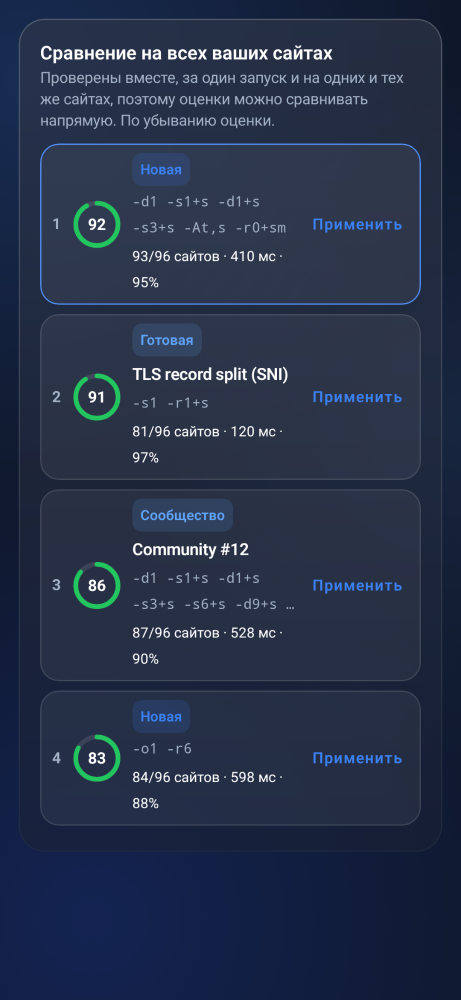 Сравнение на всех ваших сайтах
Проверены вместе, за один запуск и на одних и тех
же сайтах, поэтому оценки можно сравнивать
напрямую. По убыванию оценки.
Новая
1
92
-d1 -s1+s -d1+s
-s3+s -At,s -r0+sm
Применить
93/96 сайтов · 410 мс ·
95%
Готовая
TLS record split (SNI)
2
91
-s1 -r1+s
Применить
81/96 сайтов · 120 мс ·
97%
Сообщество
Community #12
3
86
-d1 -s1+s -d1+s
-s3+s -s6+s -d9+s …
Применить
87/96 сайтов · 528 мс ·
90%
Новая
4
83
-o1 -r6
Применить
84/96 сайтов · 598 мс ·
88%